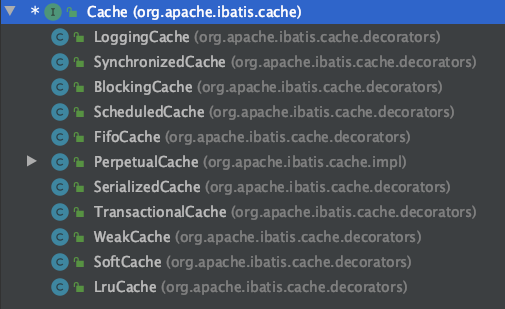 * I Cache (org.apache.ibatis.cache)
C LoggingCache (org.apache.ibatis.cache.decorators)
C SynchronizedCache (org.apache.ibatis.cache.decorators)
C BlockingCache (org.apache.ibatis.cache.decorators)
C ScheduledCache (org.apache.ibatis.cache.decorators)
C FifoCache (org.apache.ibatis.cache.decorators)
C PerpetualCache (org.apache.ibatis.cache.impl)
C SerializedCache (org.apache.ibatis.cache.decorators)
C TransactionalCache (org.apache.ibatis.cache.decorators)
C WeakCache (org.apache.ibatis.cache.decorators)
C SoftCache (org.apache.ibatis.cache.decorators)
C LruCache (org.apache.ibatis.cache.decorators)